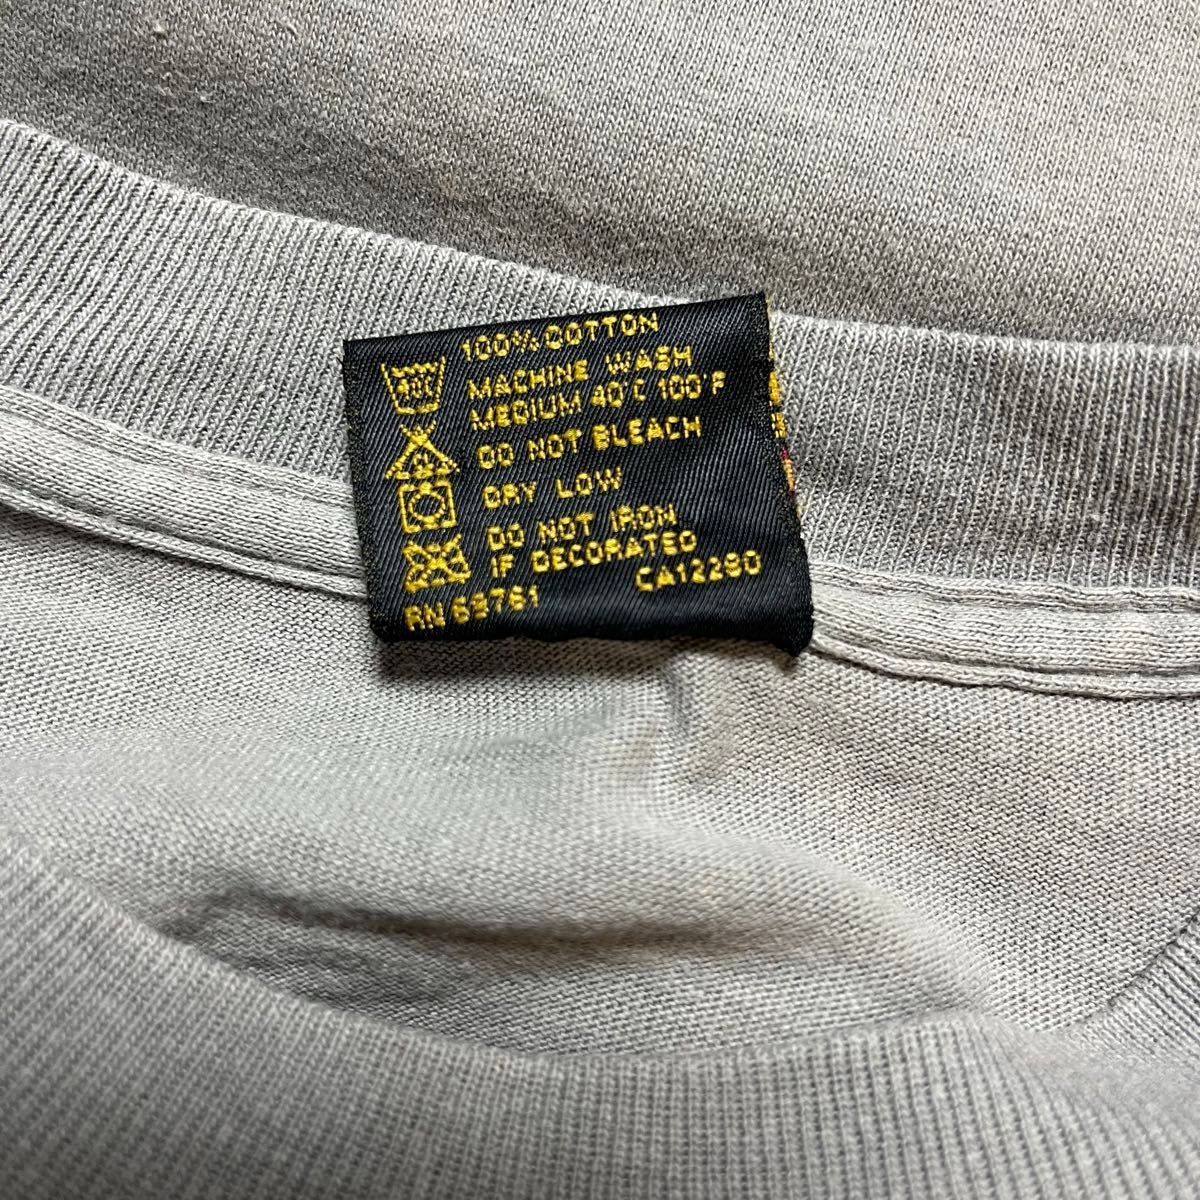 100% COTTON
MACHINE WASH
MEDIUM 40°C 100°F
DO NOT BLEACH
DRY LOW
DO NOT IRON
IF DECORATED
RN 69761 CA12280